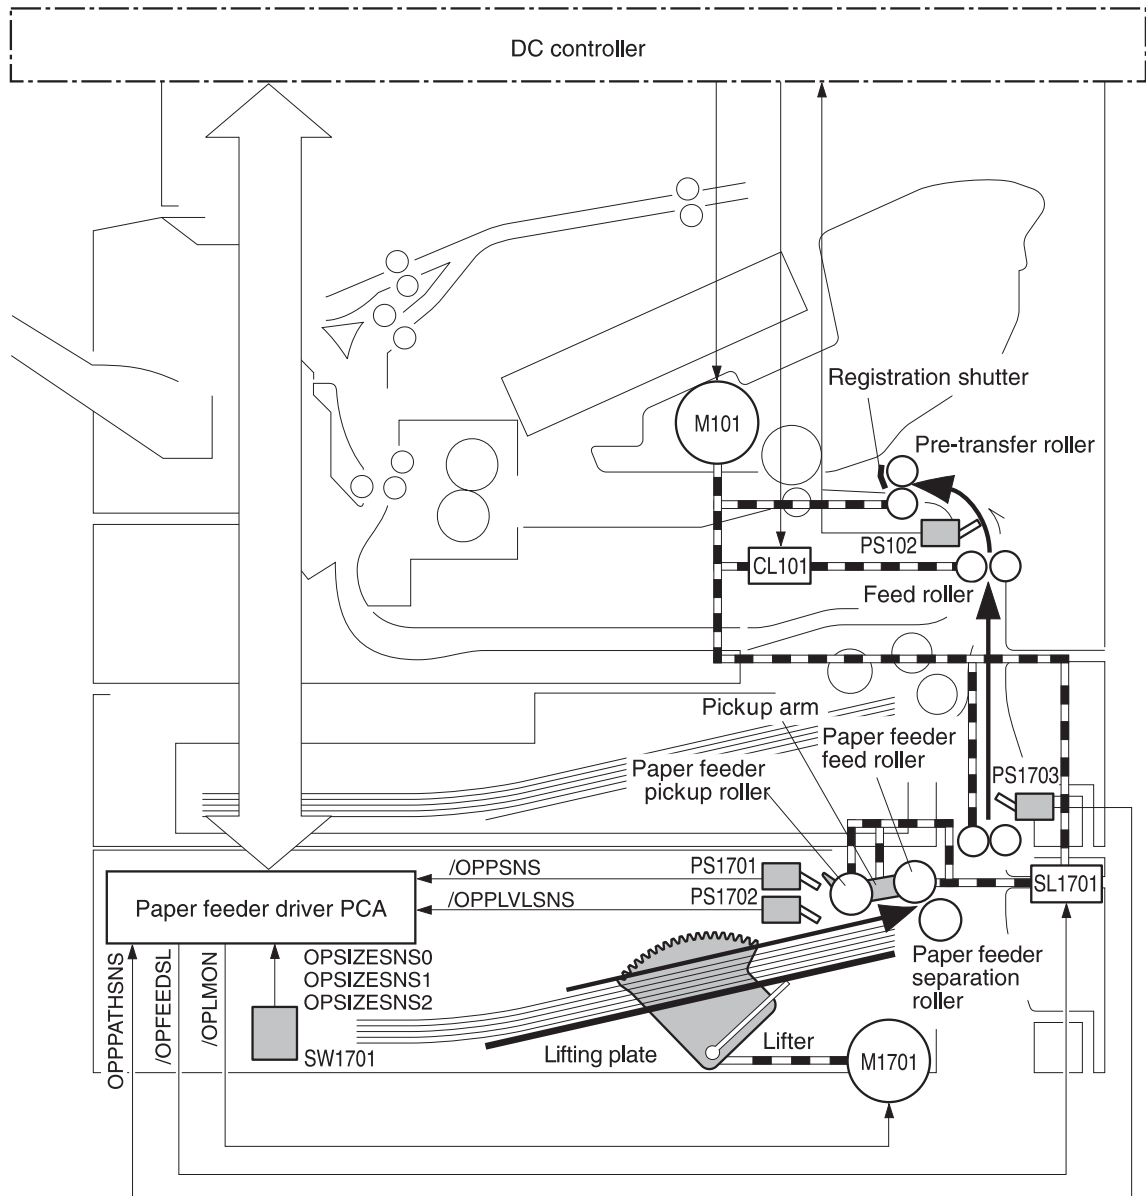 DC controller
Registration shutter
M101
Pre-transfer roller
PS102
CL101
Feed roller
Pickup arm
Paper feeder
feed roller
Paper feeder
pickup roller
PS1703
/OPPSNS
PS1701
/OPPLVLSNS
PS1702
SL1701
Paper feeder driver PCA
OPPPATHSNS
/OPFEEDSL
/OPLMON
OPSIZESNS0
OPSIZESNS1
OPSIZESNS2
SW1701
Paper feeder
separation
roller
Lifting plate
Lifter
M1701